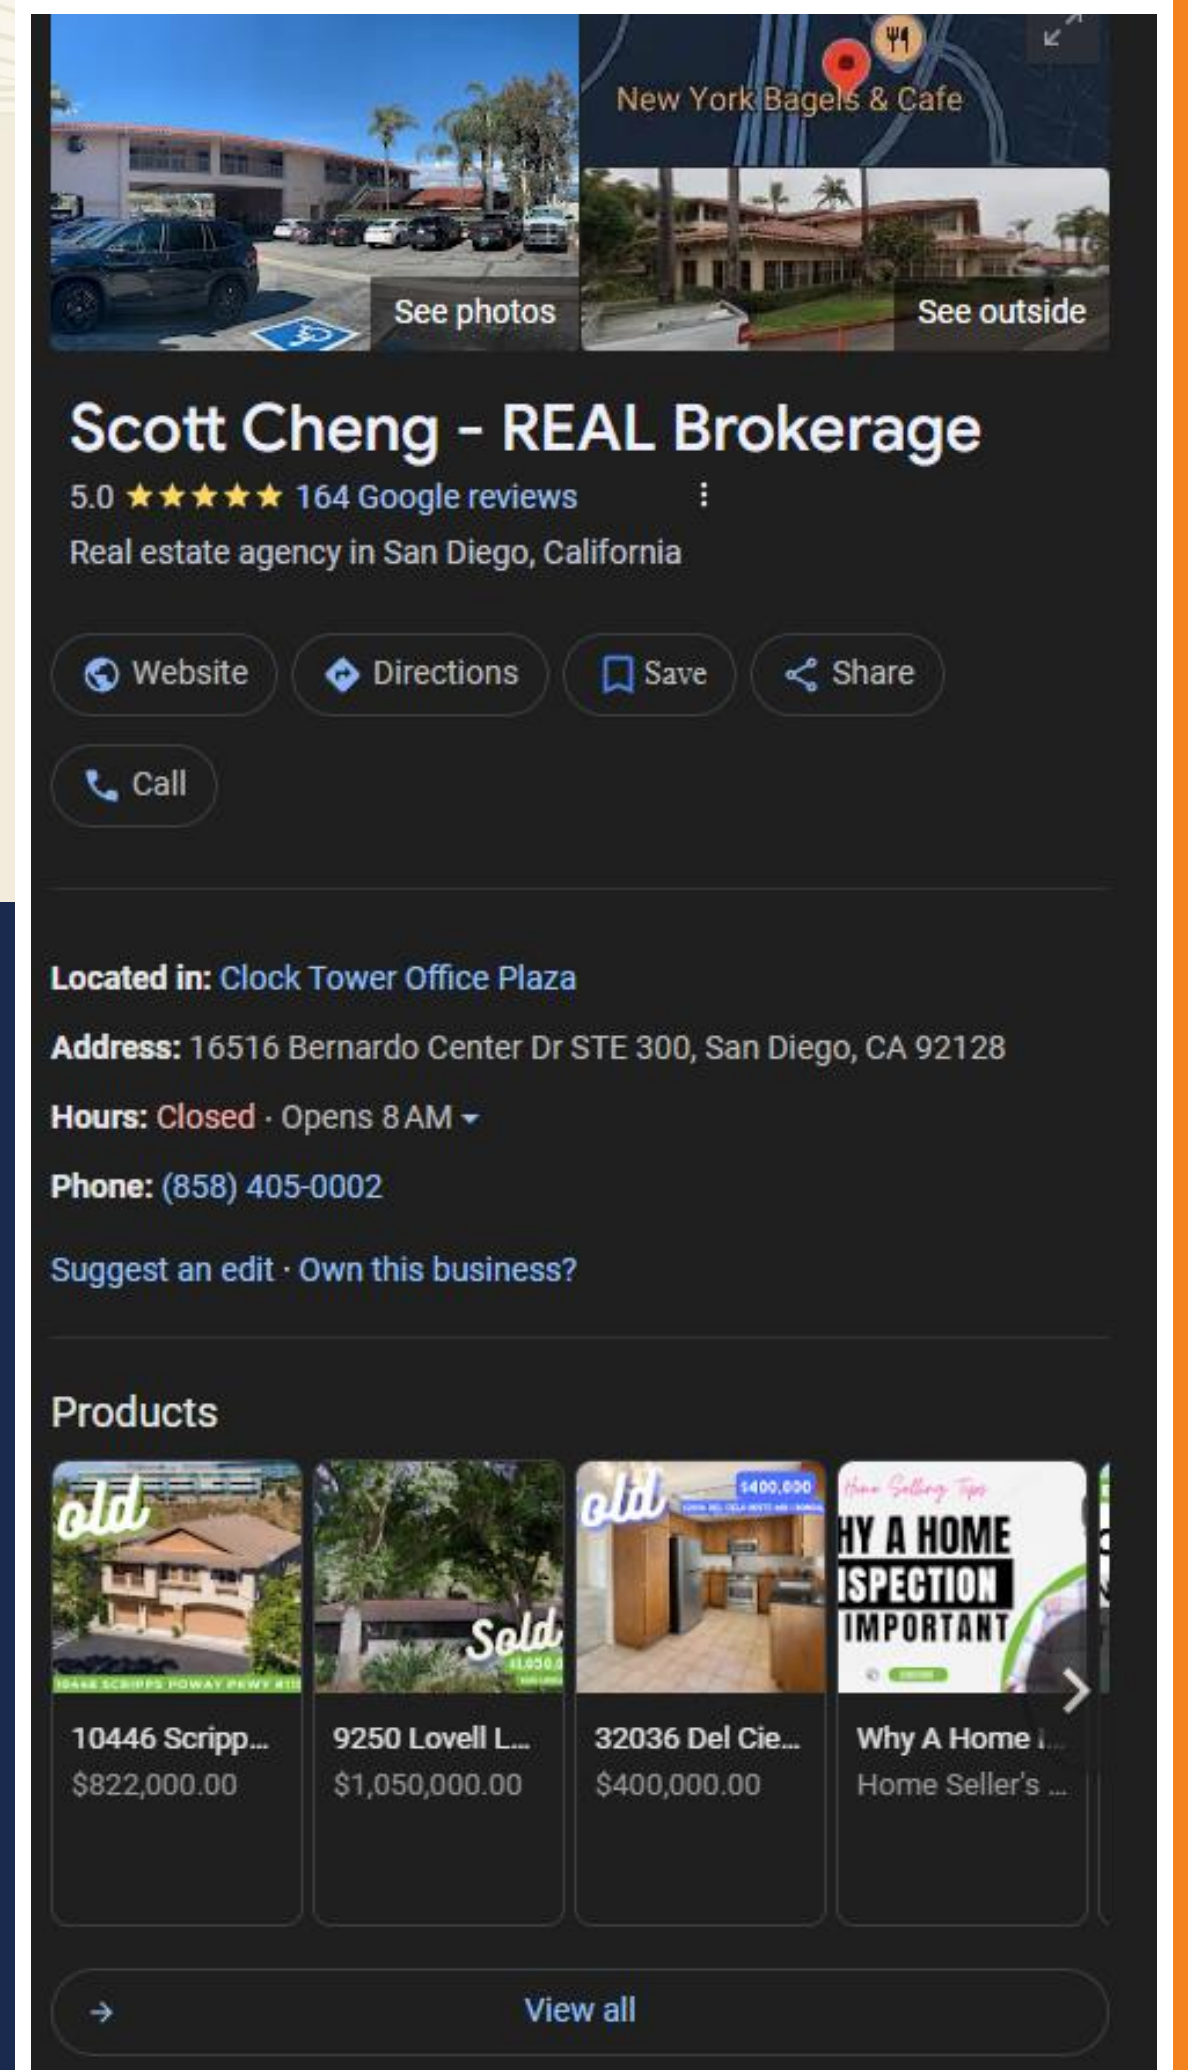 New York Bagels & Cafe
See photos
See outside
Scott Cheng - REAL Brokerage
5.0 164 Google reviews
Real estate agency in San Diego, California
Website Directions Save Share
Call
Located in: Clock Tower Office Plaza
Address: 16516 Bernardo Center Dr STE 300, San Diego, CA 92128
Hours: Closed · Opens 8 AM
Phone: (858) 405-0002
Suggest an edit · Own this business?
Products
old
10446 SCRIPPS POWAY PKWY
Sold
old
$400,000
Home Selling Tips
HY A HOME
ISPECTION
IMPORTANT
10446 Scripp...
$822,000.00
9250 Lovell L...
$1,050,000.00
32036 Del Cie...
$400,000.00
Why A Home I...
Home Seller's ...
View all